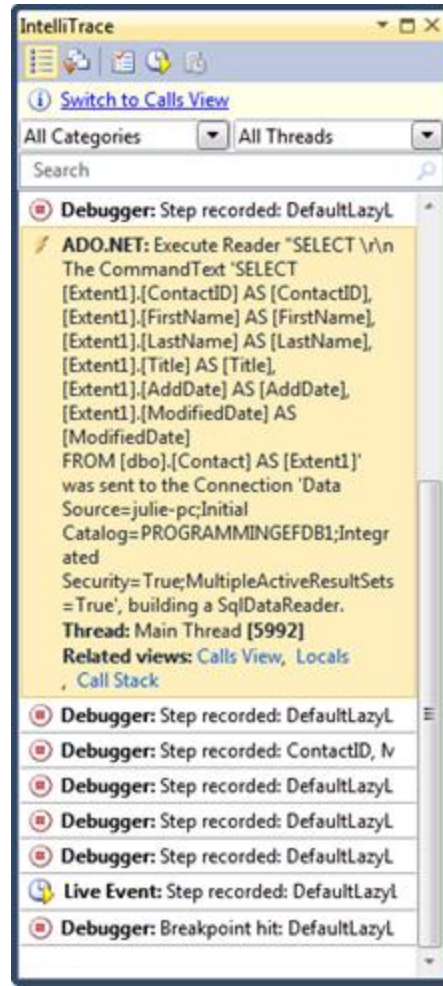 IntelliTrace
Switch to Calls View
All Categories All Threads
Search
Debugger: Step recorded: DefaultLazyL
ADO.NET: Execute Reader "SELECT \r\n
The CommandText 'SELECT
[Extent1].[ContactID] AS [ContactID],
[Extent1].[FirstName] AS [FirstName],
[Extent1].[LastName] AS [LastName],
[Extent1].[Title] AS [Title],
[Extent1].[AddDate] AS [AddDate],
[Extent1].[ModifiedDate] AS
[ModifiedDate]
FROM [dbo].[Contact] AS [Extent1]'
was sent to the Connection 'Data
Source=julie-pc;Initial
Catalog=PROGRAMMINGEFDB1;Integr
ated
Security=True;MultipleActiveResultSets
=True', building a SqlDataReader.
Thread: Main Thread [5992]
Related views: Calls View, Locals
, Call Stack
Debugger: Step recorded: DefaultLazyL
Debugger: Step recorded: ContactID, M
Debugger: Step recorded: DefaultLazyL
Debugger: Step recorded: DefaultLazyL
Debugger: Step recorded: DefaultLazyL
Live Event: Step recorded: DefaultLazyL
Debugger: Breakpoint hit: DefaultLazyL